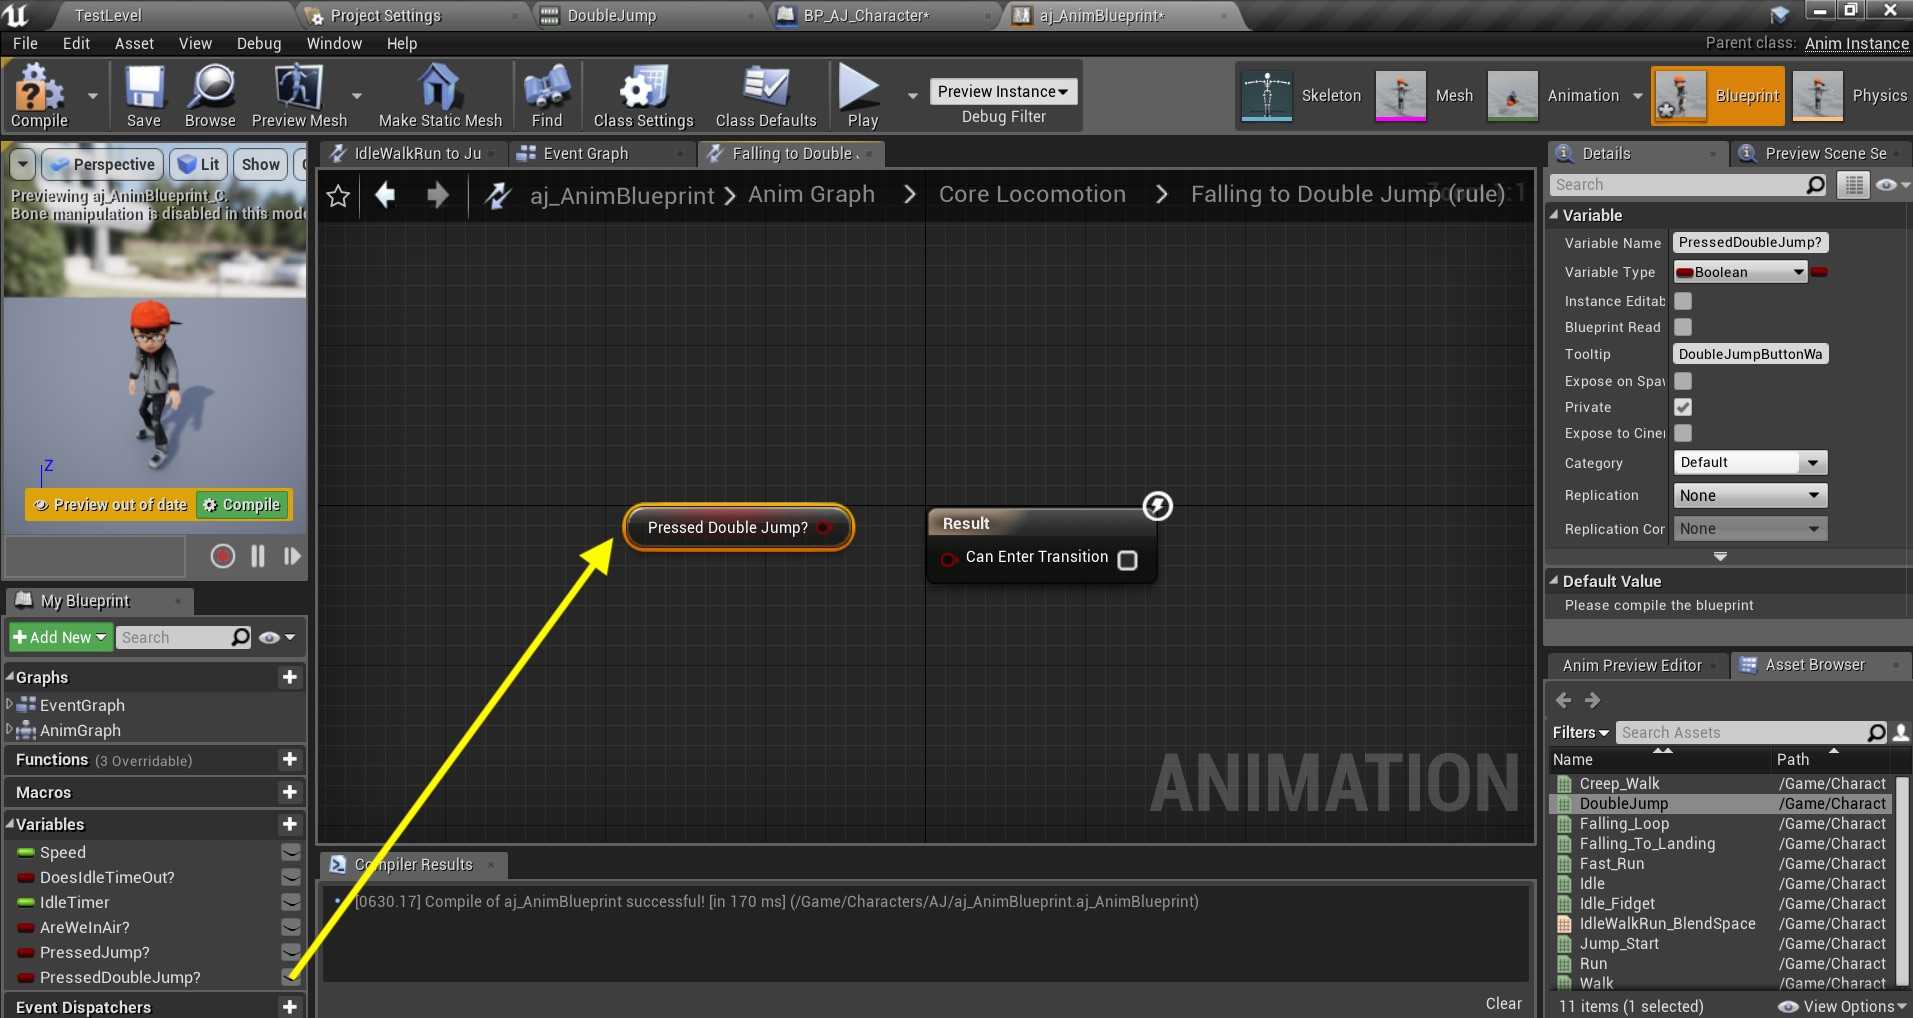 TestLevel
Project Settings
DoubleJump
BP_AJ_Character*
aj_AnimBlueprint*
File Edit Asset View Debug Window Help
Parent class: Anim Instance
Compile
Save
Browse
Preview Mesh
Make Static Mesh
Find
Class Settings
Class Defaults
Play
Preview Instance
Debug Filter
Skeleton
Mesh
Animation
Blueprint
Physics
Perspective
Lit
Show
Previewing aj_AnimBlueprint_C.
Bone manipulation is disabled in this mode
Z
Preview out of date
Compile
IdleWalkRun to Ju
Event Graph
Falling to Double
aj_AnimBlueprint > Anim Graph > Core Locomotion > Falling to Double Jump (rule)
Pressed Double Jump?
Result
Can Enter Transition
ANIMATION
My Blueprint
+ Add New
Search
Graphs
EventGraph
AnimGraph
Functions (3 Overridable)
Macros
Variables
Speed
DoesIdleTimeOut?
IdleTimer
AreWeInAir?
PressedJump?
PressedDoubleJump?
Event Dispatchers
Compiler Results
[0630.17] Compile of aj_AnimBlueprint successful! [in 170 ms] (/Game/Characters/AJ/aj_AnimBlueprint.aj_AnimBlueprint)
Clear
Details
Preview Scene Se
Search
Variable
Variable Name PressedDoubleJump?
Variable Type Boolean
Instance Editab
Blueprint Read
Tooltip DoubleJumpButtonWa
Expose on Spaw
Private
Expose to Ciner
Category Default
Replication None
Replication Cor None
Default Value
Please compile the blueprint
Anim Preview Editor
Asset Browser
Filters
Search Assets
Name Path
Creep_Walk /Game/Charact
DoubleJump /Game/Charact
Falling_Loop /Game/Charact
Falling_To_Landing /Game/Charact
Fast_Run /Game/Charact
Idle /Game/Charact
Idle_Fidget /Game/Charact
IdleWalkRun_BlendSpace /Game/Charact
Jump_Start /Game/Charact
Run /Game/Charact
Walk /Game/Charact
11 items (1 selected)
View Options